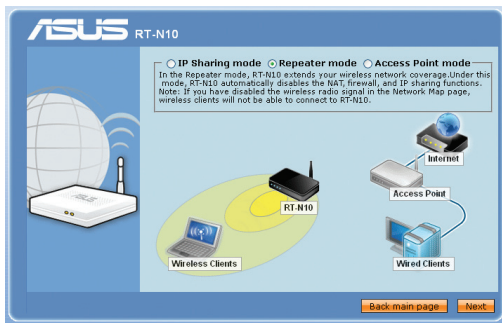 ASUS RT-N10
IP Sharing mode Repeater mode Access Point mode
In the Repeater mode, RT-N10 extends your wireless network coverage.Under this
mode, RT-N10 automatically disables the NAT, firewall, and IP sharing functions.
Note: If you have disabled the wireless radio signal in the Network Map page,
wireless clients will not be able to connect to RT-N10.
Internet
Access Point
RT-N10
Wireless Clients
Wired Clients
ASUS
Back main page Next